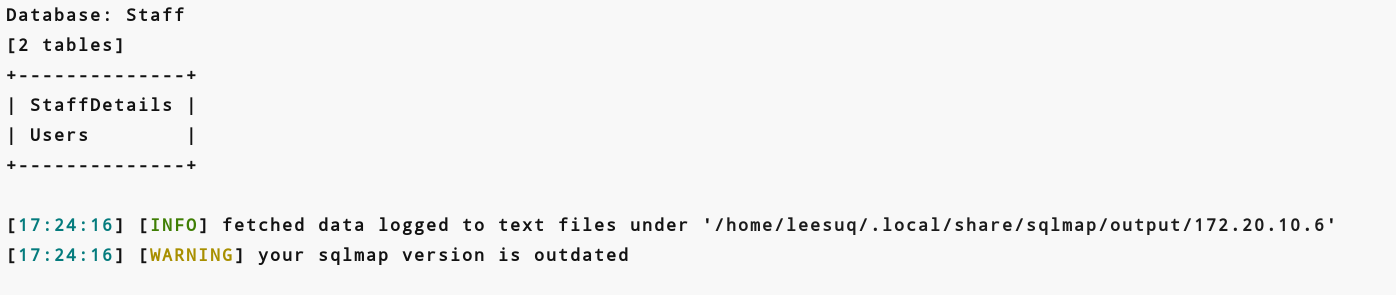 Database: Staff
[2 tables]
+--------------+
| StaffDetails |
| Users        |
+--------------+
[17:24:16] [INFO] fetched data logged to text files under '/home/leesuq/.local/share/sqlmap/output/172.20.10.6'
[17:24:16] [WARNING] your sqlmap version is outdated